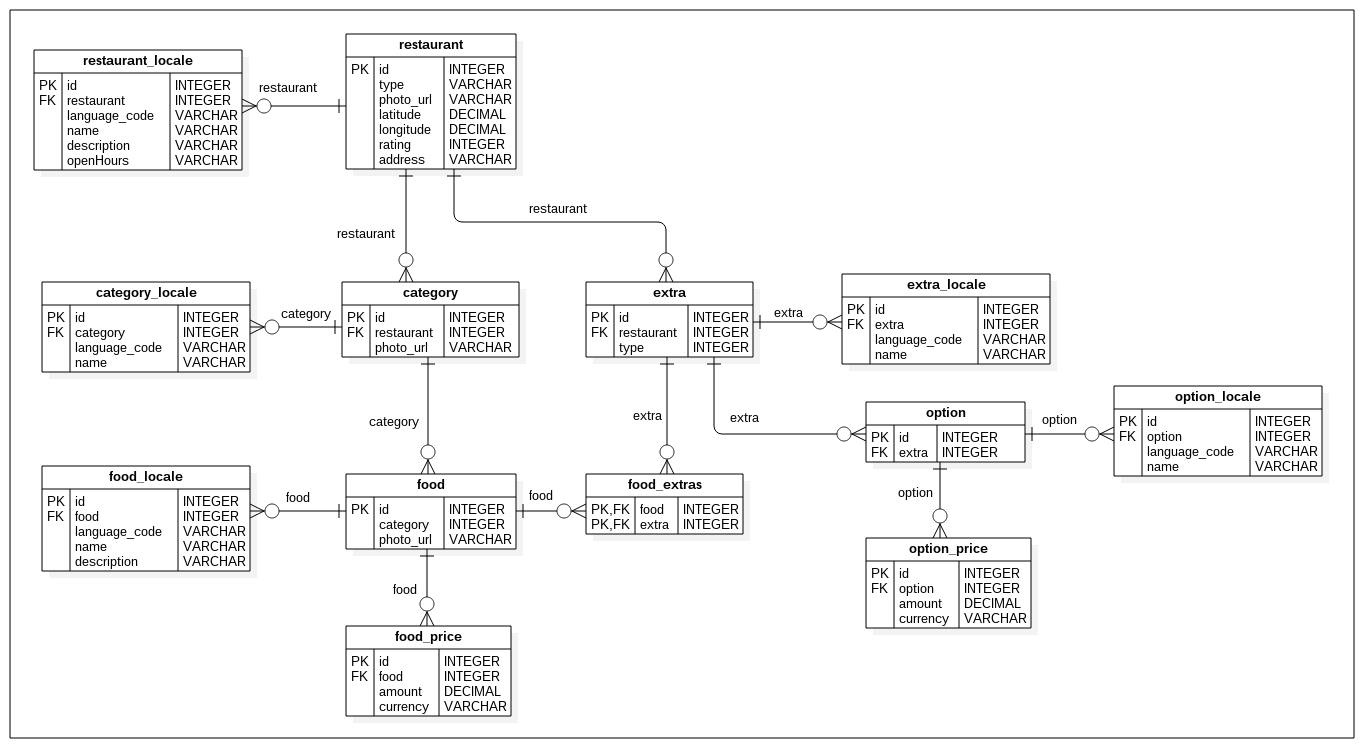 restaurant
PK id INTEGER
type VARCHAR
photo_url VARCHAR
latitude DECIMAL
longitude DECIMAL
rating INTEGER
address VARCHAR
restaurant_locale
PK id INTEGER
FK restaurant INTEGER
language_code VARCHAR
name VARCHAR
description VARCHAR
openHours VARCHAR
restaurant
restaurant
restaurant
category_locale
PK id INTEGER
FK category INTEGER
language_code VARCHAR
name VARCHAR
category
category
PK id INTEGER
FK restaurant INTEGER
photo_url VARCHAR
extra
PK id INTEGER
FK restaurant INTEGER
type INTEGER
extra
extra_locale
PK id INTEGER
FK extra INTEGER
language_code VARCHAR
name VARCHAR
category
extra
extra
option
PK id INTEGER
FK extra INTEGER
option
option_locale
PK id INTEGER
FK option INTEGER
language_code VARCHAR
name VARCHAR
food_locale
PK id INTEGER
FK food INTEGER
language_code VARCHAR
name VARCHAR
description VARCHAR
food
food
PK id INTEGER
category INTEGER
photo_url VARCHAR
food
food_extras
PK,FK food INTEGER
PK,FK extra INTEGER
option
option_price
PK id INTEGER
FK option INTEGER
amount DECIMAL
currency VARCHAR
food
food_price
PK id INTEGER
FK food INTEGER
amount DECIMAL
currency VARCHAR